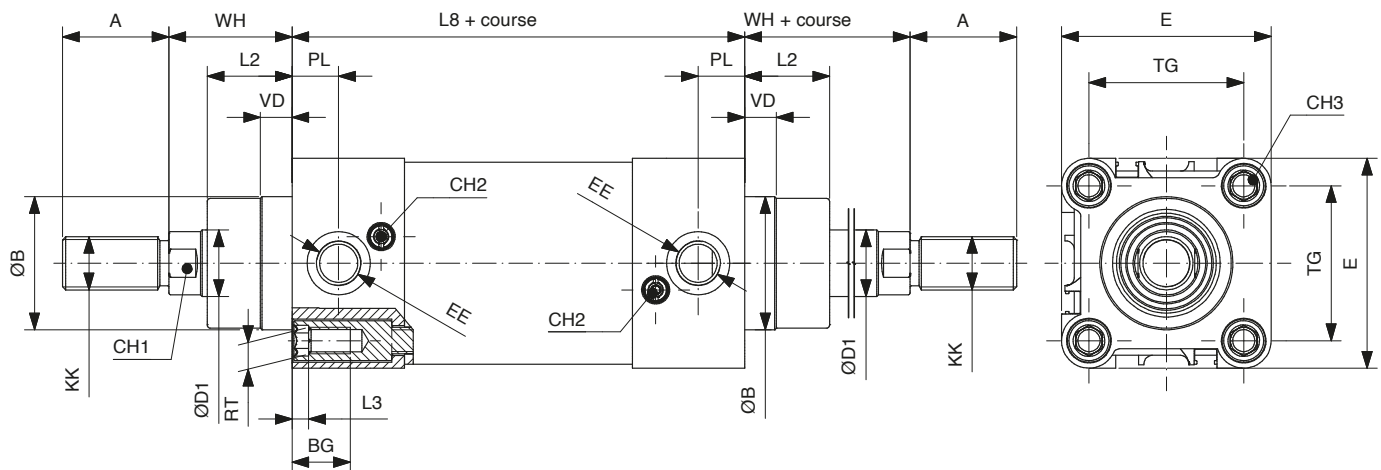 A WH L8 + course WH + course A E
L2 PL PL L2 TG
VD VD CH3
CH2 EE
ØB TG E
EE
CH1 CH2
KK ØD1 RT L3 ØB ØD1 KK
BG